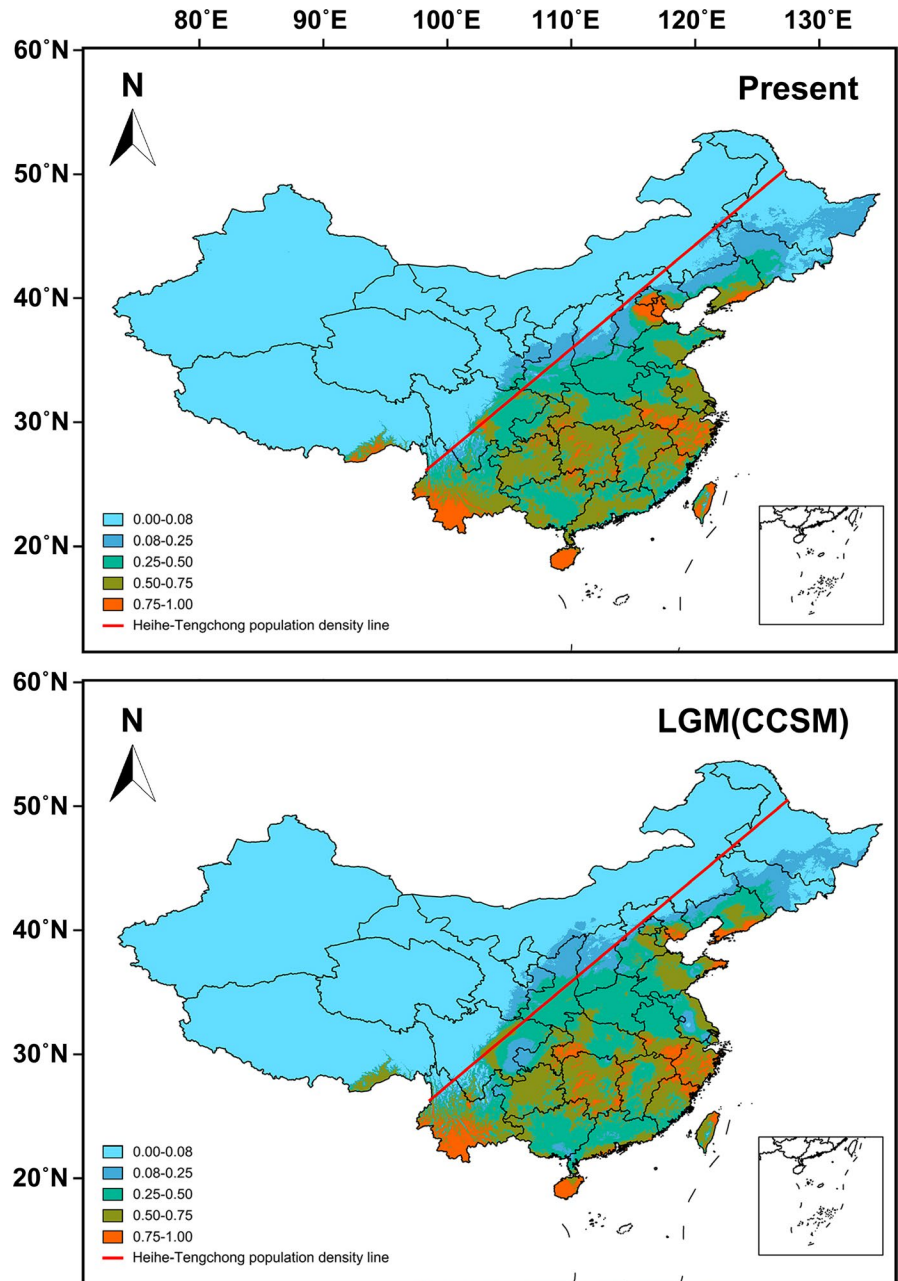 80°E 90°E 100°E 110°E 120°E 130°E
60°N
N
Present
50°N
40°N
30°N
20°N
0.00-0.08
0.08-0.25
0.25-0.50
0.50-0.75
0.75-1.00
Heihe-Tengchong population density line
60°N
N
LGM(CCSM)
50°N
40°N
30°N
20°N
0.00-0.08
0.08-0.25
0.25-0.50
0.50-0.75
0.75-1.00
Heihe-Tengchong population density line